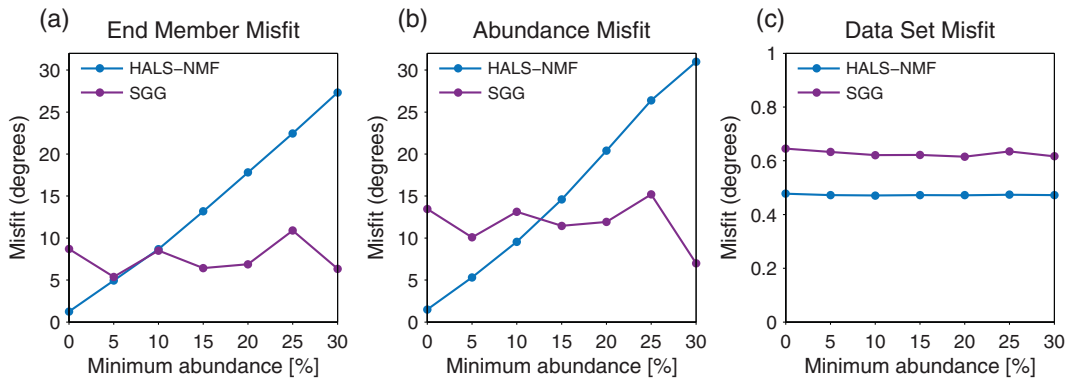 (a)
End Member Misfit
HALS−NMF
SGG
Misfit (degrees)
30
25
20
15
10
5
0
0 5 10 15 20 25 30
Minimum abundance [%]
(b)
Abundance Misfit
HALS−NMF
SGG
Misfit (degrees)
30
25
20
15
10
5
0
0 5 10 15 20 25 30
Minimum abundance [%]
(c)
Data Set Misfit
HALS−NMF
SGG
Misfit (degrees)
1
0.8
0.6
0.4
0.2
0
0 5 10 15 20 25 30
Minimum abundance [%]